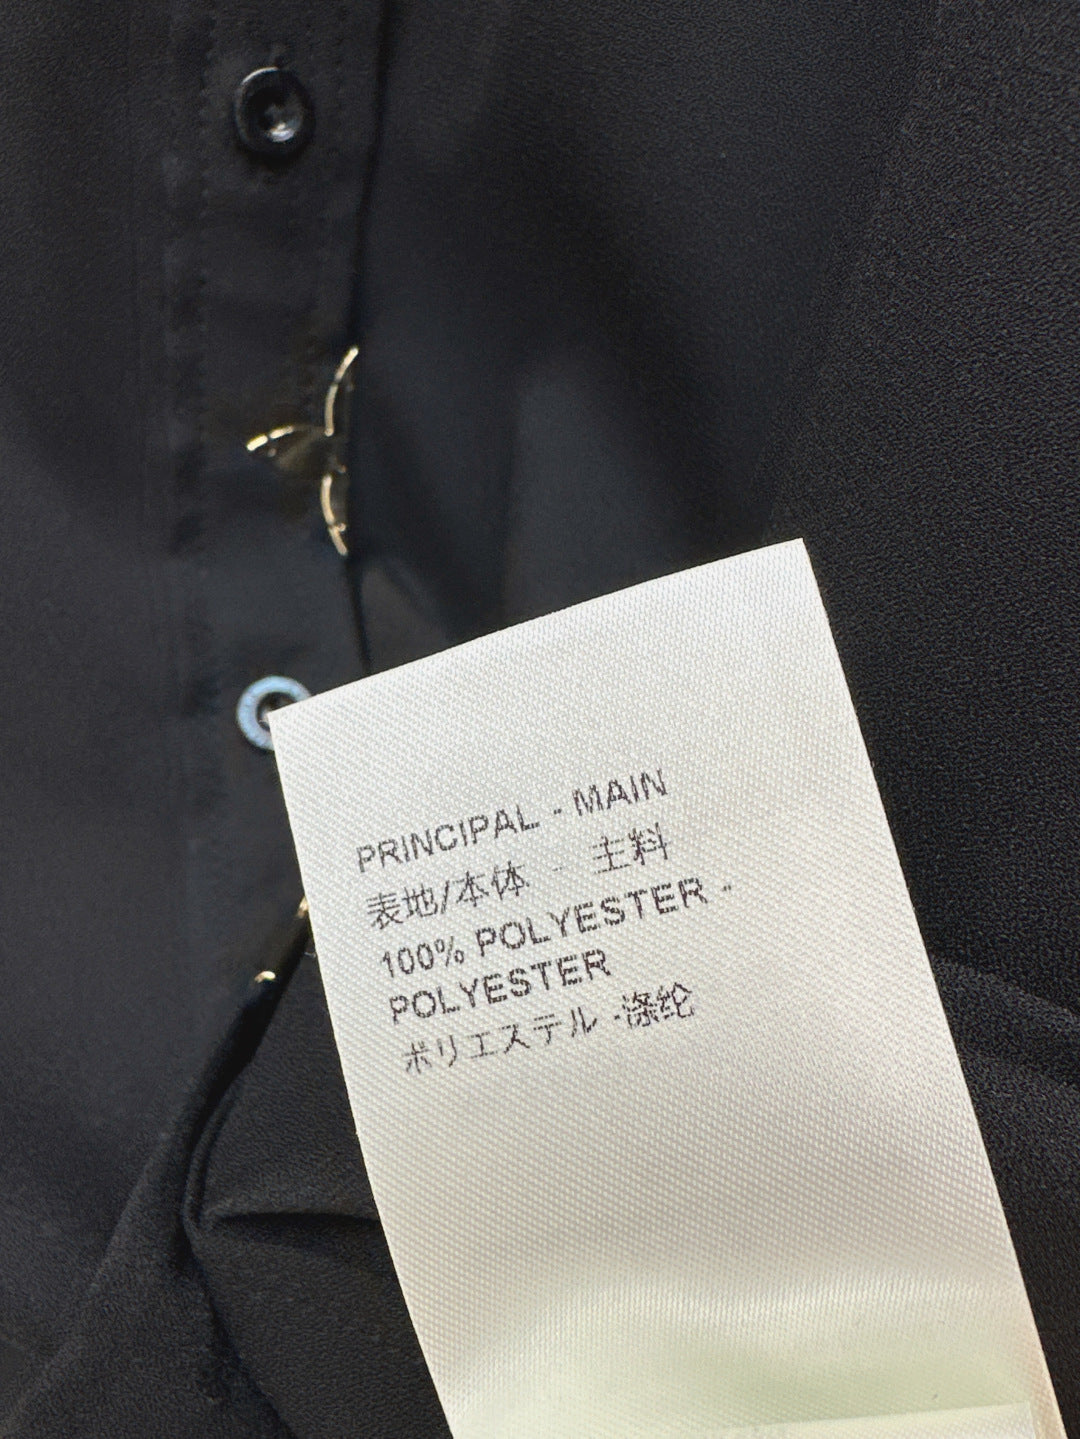 PRINCIPAL - MAIN
表地/本体 - 主料
100% POLYESTER -
POLYESTER
ポリエステル -涤纶